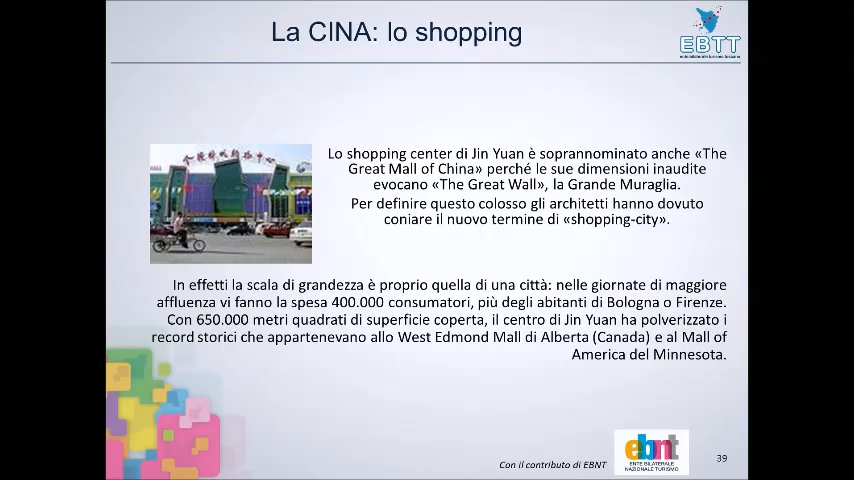 La CINA: lo shopping
EBTT
ente bilaterale turismo toscano
Lo shopping center di Jin Yuan è soprannominato anche «The
Great Mall of China» perché le sue dimensioni inaudite
evocano «The Great Wall», la Grande Muraglia.
Per definire questo colosso gli architetti hanno dovuto
coniare il nuovo termine di «shopping-city».
In effetti la scala di grandezza è proprio quella di una città: nelle giornate di maggiore
affluenza vi fanno la spesa 400.000 consumatori, più degli abitanti di Bologna o Firenze.
Con 650.000 metri quadrati di superficie coperta, il centro di Jin Yuan ha polverizzato i
record storici che appartenevano allo West Edmond Mall di Alberta (Canada) e al Mall of
America del Minnesota.
Con il contributo di EBNT
ebnt
ENTE BILATERALE
NAZIONALE TURISMO
39